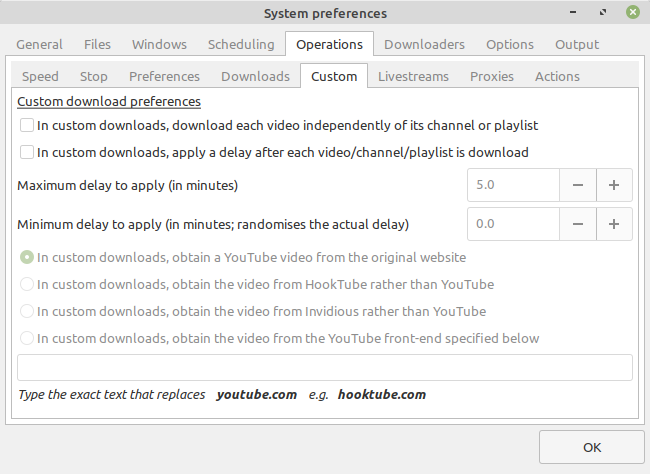 System preferences
General Files Windows Scheduling Operations Downloaders Options Output
Speed Stop Preferences Downloads Custom Livestreams Proxies Actions
Custom download preferences
In custom downloads, download each video independently of its channel or playlist
In custom downloads, apply a delay after each video/channel/playlist is download
Maximum delay to apply (in minutes) 5.0 − +
Minimum delay to apply (in minutes; randomises the actual delay) 0.0 − +
In custom downloads, obtain a YouTube video from the original website
In custom downloads, obtain the video from HookTube rather than YouTube
In custom downloads, obtain the video from Invidious rather than YouTube
In custom downloads, obtain the video from the YouTube front-end specified below
Type the exact text that replaces youtube.com e.g. hooktube.com
OK